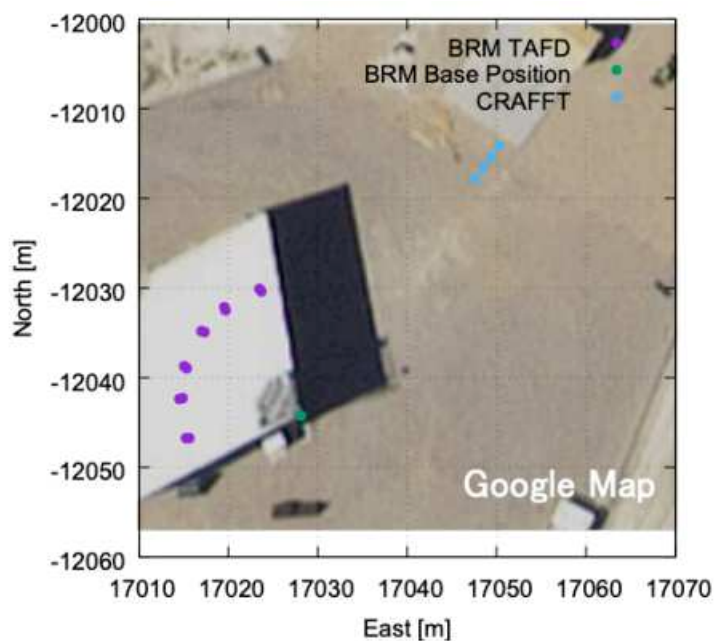 -12000
-12010
-12020
-12030
-12040
-12050
-12060
North [m]
BRM TAFD
BRM Base Position
CRAFFT
Google Map
17010 17020 17030 17040 17050 17060 17070
East [m]